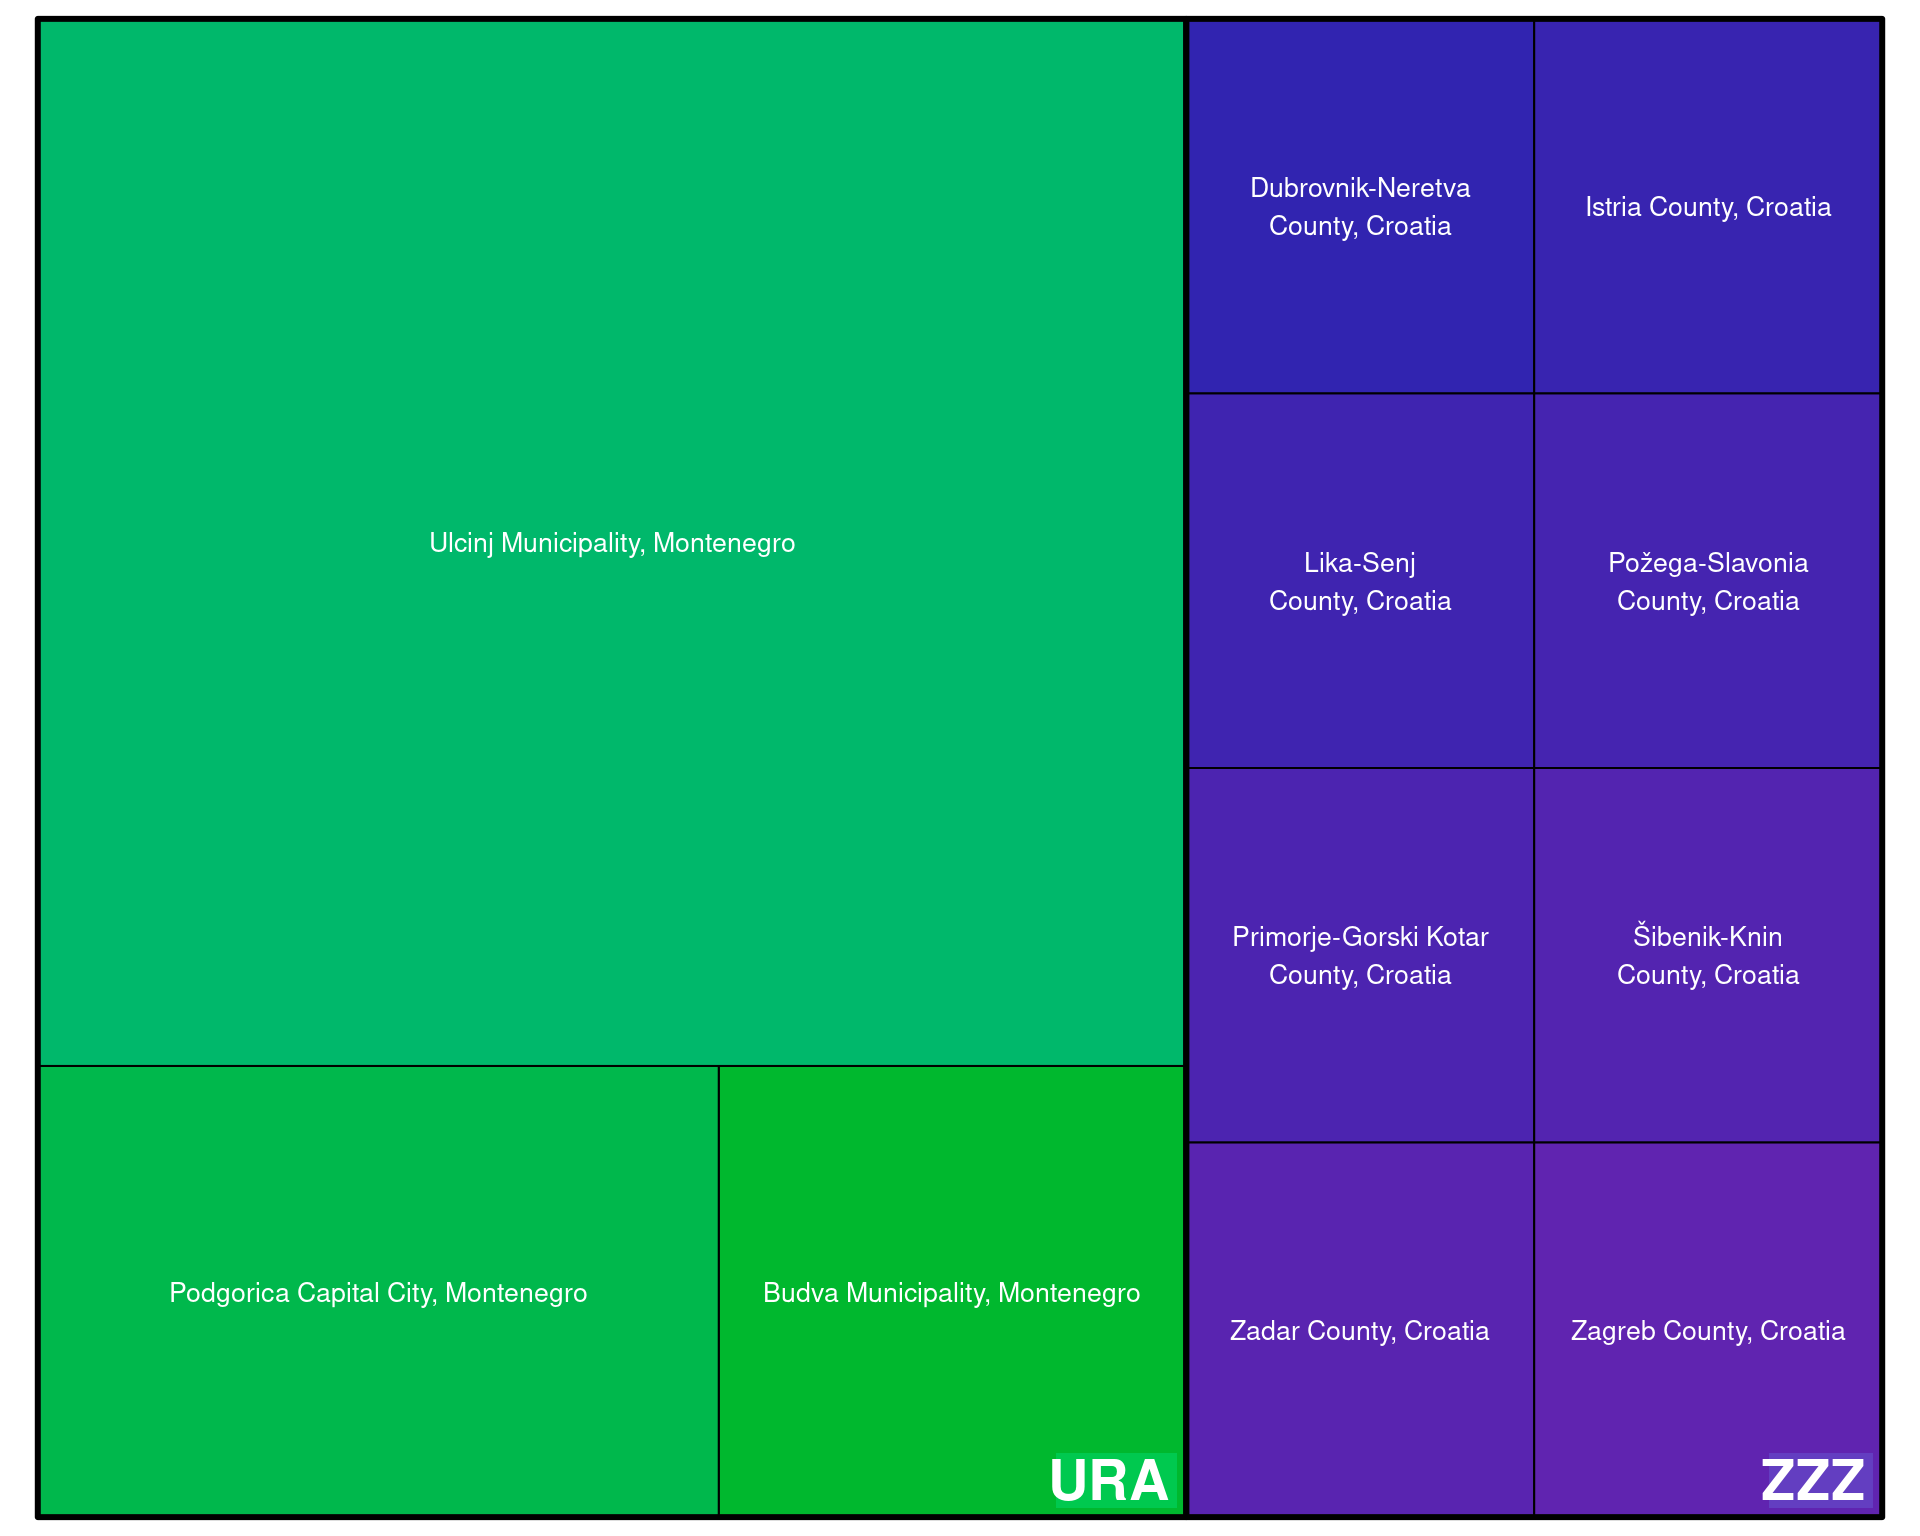 Ulcinj Municipality, Montenegro
Podgorica Capital City, Montenegro
Budva Municipality, Montenegro
URA
Dubrovnik-Neretva
County, Croatia
Istria County, Croatia
Lika-Senj
County, Croatia
Požega-Slavonia
County, Croatia
Primorje-Gorski Kotar
County, Croatia
Šibenik-Knin
County, Croatia
Zadar County, Croatia
Zagreb County, Croatia
ZZZ